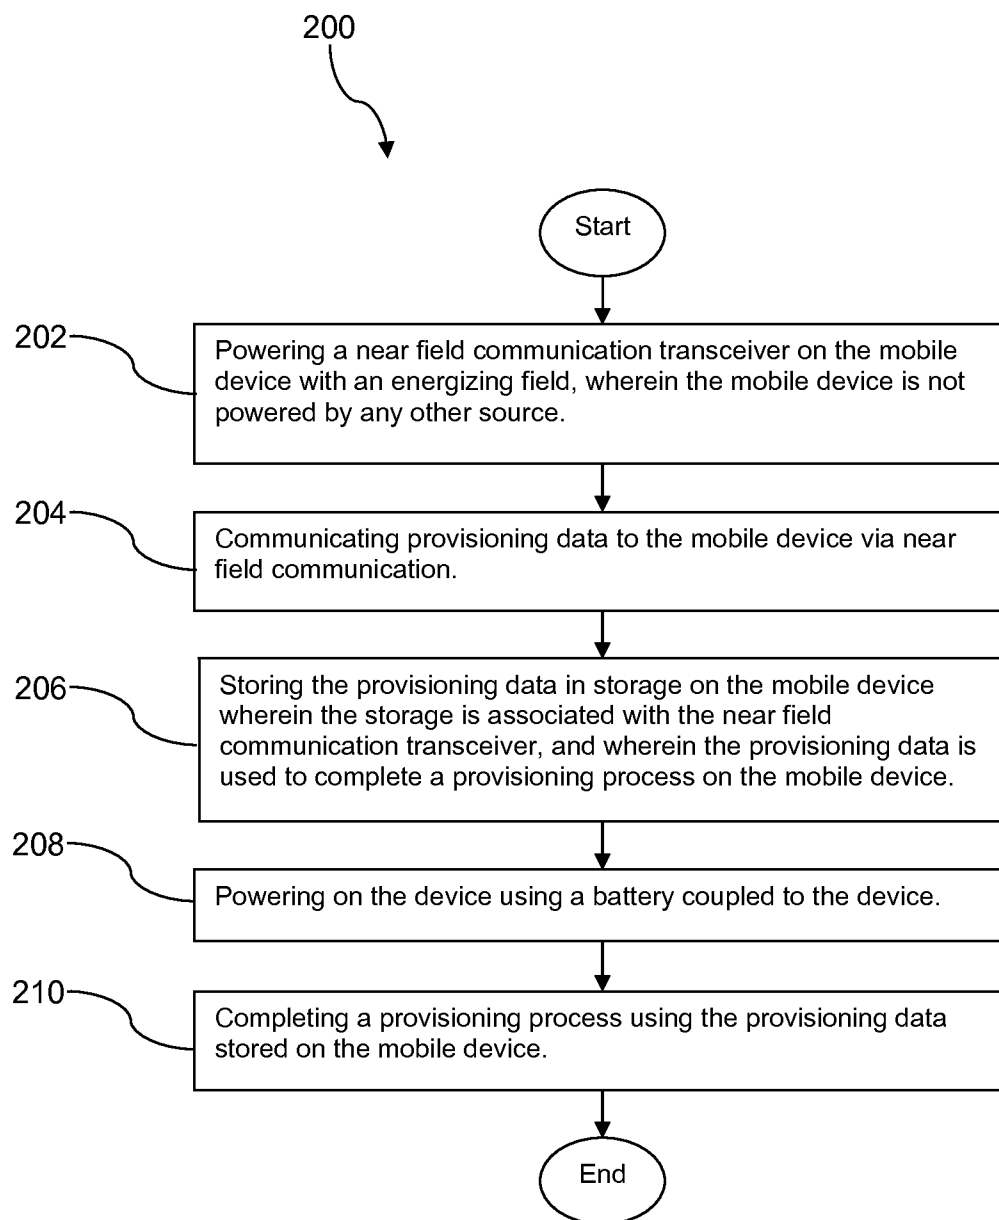 200
Start
202
Powering a near field communication transceiver on the mobile
device with an energizing field, wherein the mobile device is not
powered by any other source.
204
Communicating provisioning data to the mobile device via near
field communication.
206
Storing the provisioning data in storage on the mobile device
wherein the storage is associated with the near field
communication transceiver, and wherein the provisioning data is
used to complete a provisioning process on the mobile device.
208
Powering on the device using a battery coupled to the device.
210
Completing a provisioning process using the provisioning data
stored on the mobile device.
End